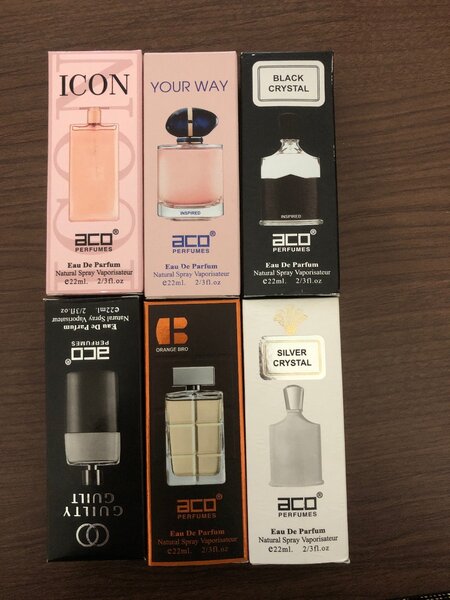 ICON
aco®
PERFUMES
Eau De Parfum
Natural Spray Vaporisateur
℮22ml. 2/3fl.oz
YOUR WAY
INSPIRED
aco®
PERFUMES
Eau De Parfum
Natural Spray Vaporisateur
℮22ml. 2/3fl.oz
BLACK
CRYSTAL
INSPIRED
aco®
PERFUMES
Eau De Parfum
Natural Spray Vaporisateur
℮22ml. 2/3fl.oz
GUILTY
GUILT
aco®
PERFUMES
Eau De Parfum
Natural Spray Vaporisateur
℮22ml. 2/3fl.oz
ORANGE BRO
aco®
PERFUMES
Eau De Parfum
Natural Spray Vaporisateur
℮22ml. 2/3fl.oz
SILVER
CRYSTAL
aco®
PERFUMES
Eau De Parfum
Natural Spray Vaporisateur
℮22ml. 2/3fl.oz